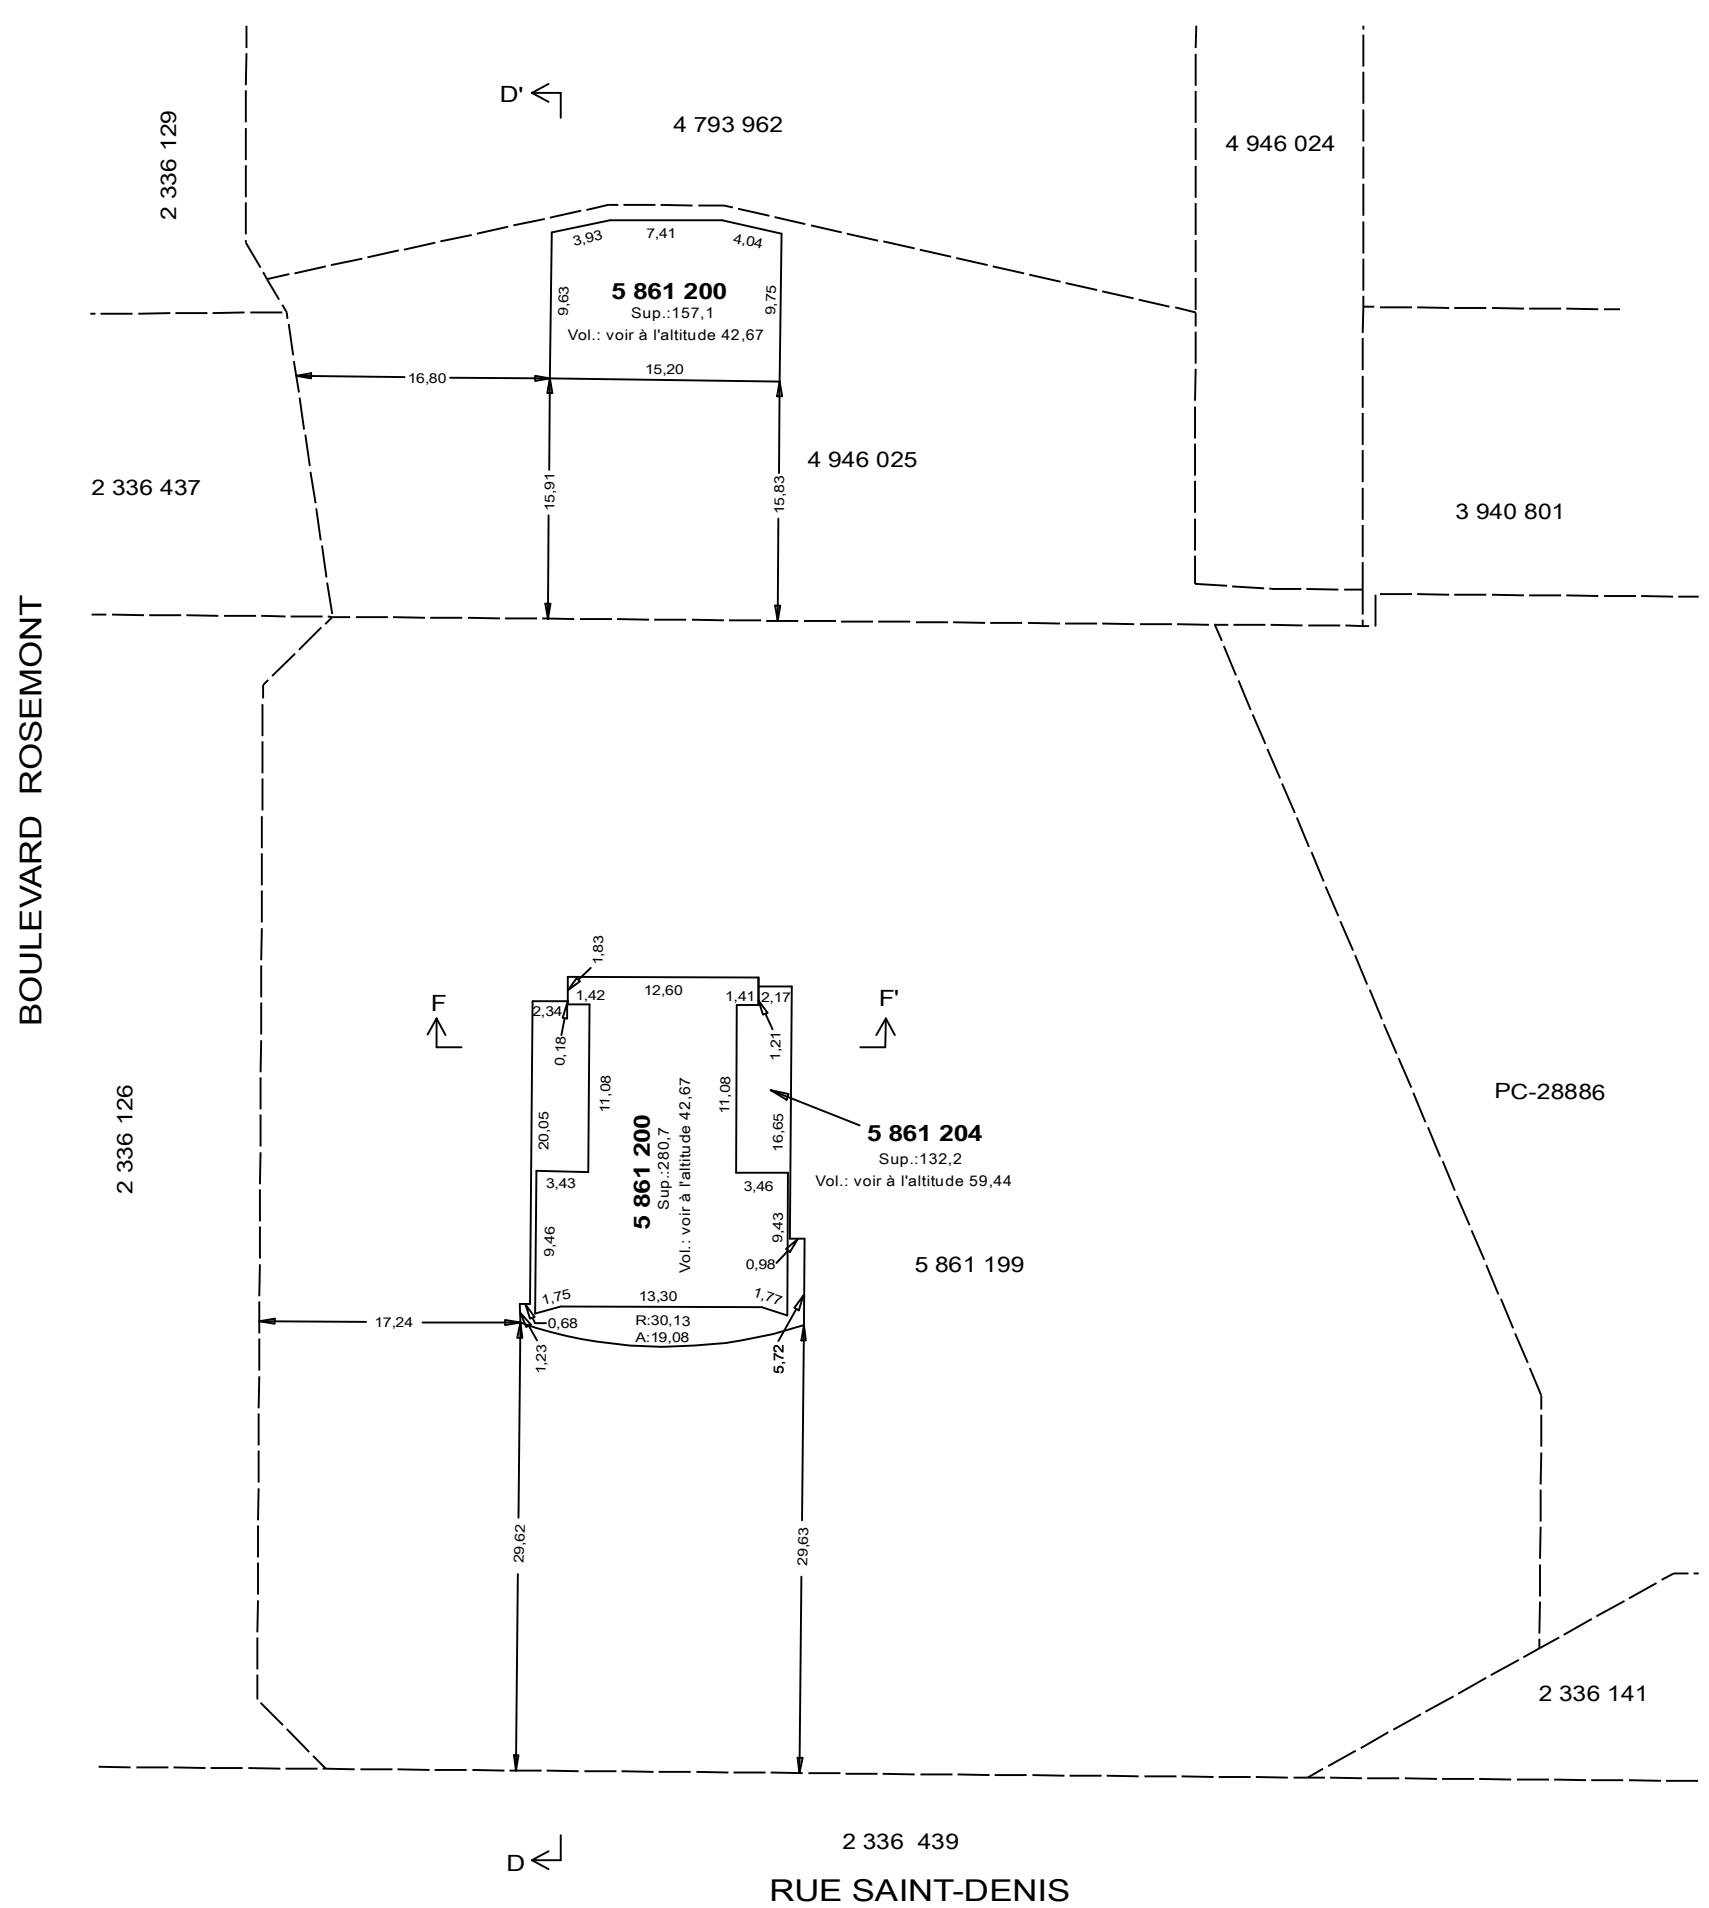 D'
4 793 962
4 946 024
2 336 129
3,93
7,41
4,04
9,63
5 861 200
Sup.:157,1
Vol.: voir à l'altitude 42,67
9,75
15,20
16,80
4 946 025
2 336 437
15,91
15,83
3 940 801
BOULEVARD ROSEMONT
1,83
F
2,34
1,42
12,60
1,41
2,17
F'
0,18
1,21
11,08
11,08
20,05
16,65
5 861 200
Sup.:280,7
Vol.: voir à l'altitude 42,67
5 861 204
Sup.:132,2
Vol.: voir à l'altitude 59,44
PC-28886
2 336 126
3,43
3,46
9,46
9,43
0,98
5 861 199
1,75
13,30
1,77
17,24
0,68
R:30,13
A:19,08
1,23
5,72
29,62
29,63
2 336 141
D
2 336 439
RUE SAINT-DENIS